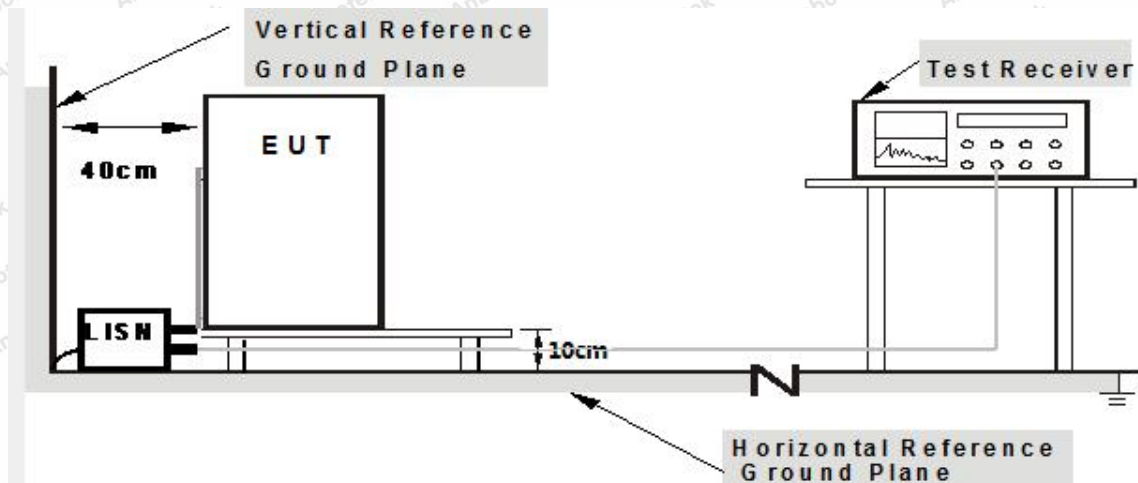 Vertical Reference
Ground Plane
Test Receiver
EUT
40cm
LISN
10cm
Horizontal Reference
Ground Plane